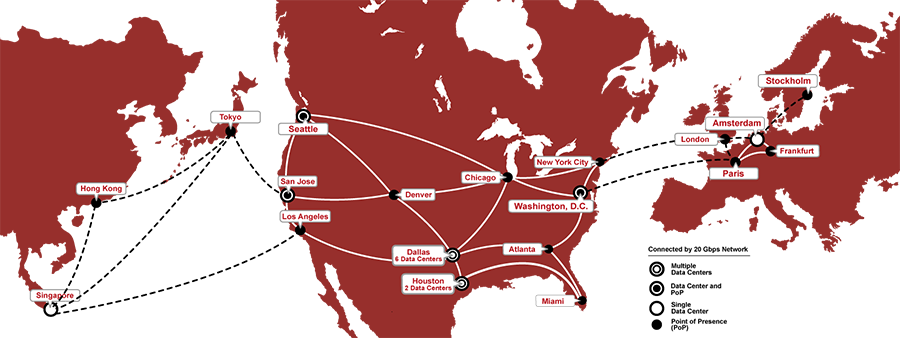 Stockholm
Tokyo
Amsterdam
Seattle
London
Frankfurt
New York City
Paris
Chicago
San Jose
Hong Kong
Denver
Washington, D.C.
Los Angeles
Atlanta
Dallas
6 Data Centers
Houston
2 Data Centers
Singapore
Miami
Connected by 20 Gbps Network
Multiple
Data Centers
Data Center and
PoP
Single
Data Center
Point of Presence
(PoP)